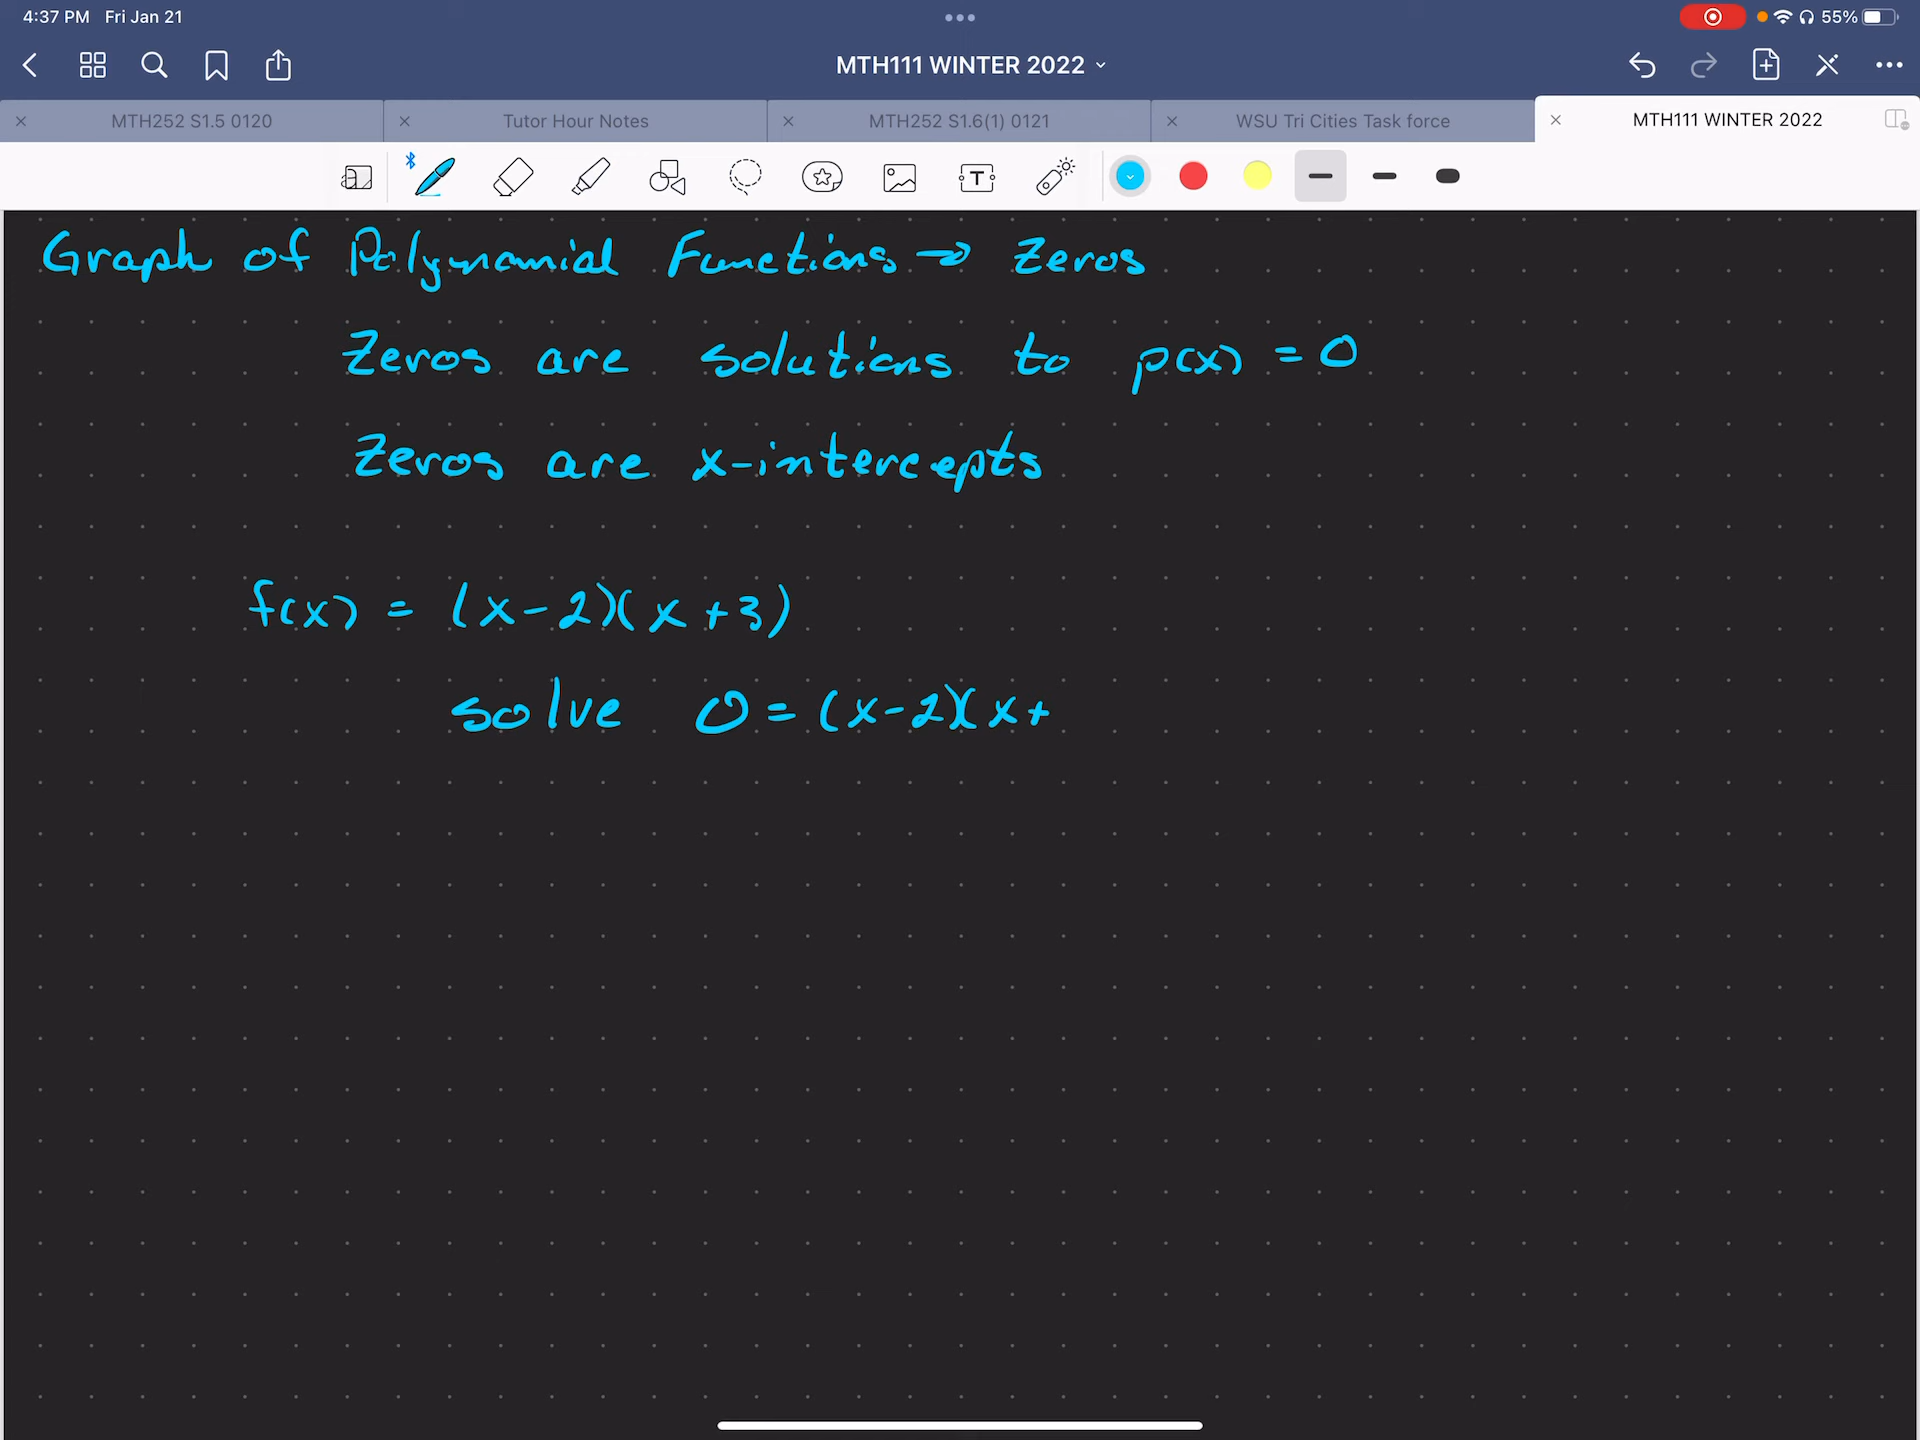 4:37 PM Fri Jan 21
55%
MTH111 WINTER 2022
MTH252 S1.5 0120
Tutor Hour Notes
MTH252 S1.6(1) 0121
WSU Tri Cities Task force
MTH111 WINTER 2022
Graph of Polynomial Functions → Zeros
Zeros are solutions to p(x) = 0
Zeros are x-intercepts
f(x) = (x-2)(x+3)
solve 0 = (x-2)(x+